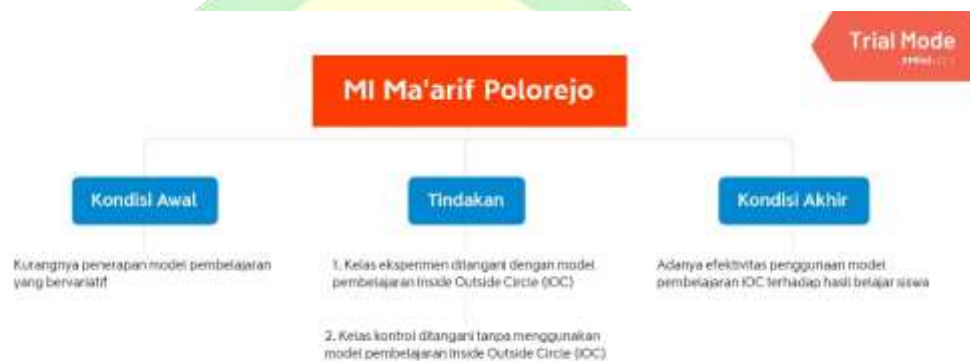 Trial Mode
MI Ma'arif Polorejo
Kondisi Awal
Tindakan
Kondisi Akhir
Kurangnya penerapan model pembelajaran
yang bervariatif
1. Kelas eksperimen ditangani dengan model
pembelajaran Inside Outside Circle (IOC)
2. Kelas kontrol ditangani tanpa menggunakan
model pembelajaran Inside Outside Circle (IOC)
Adanya efektivitas penggunaan model
pembelajaran IOC terhadap hasil belajar siswa